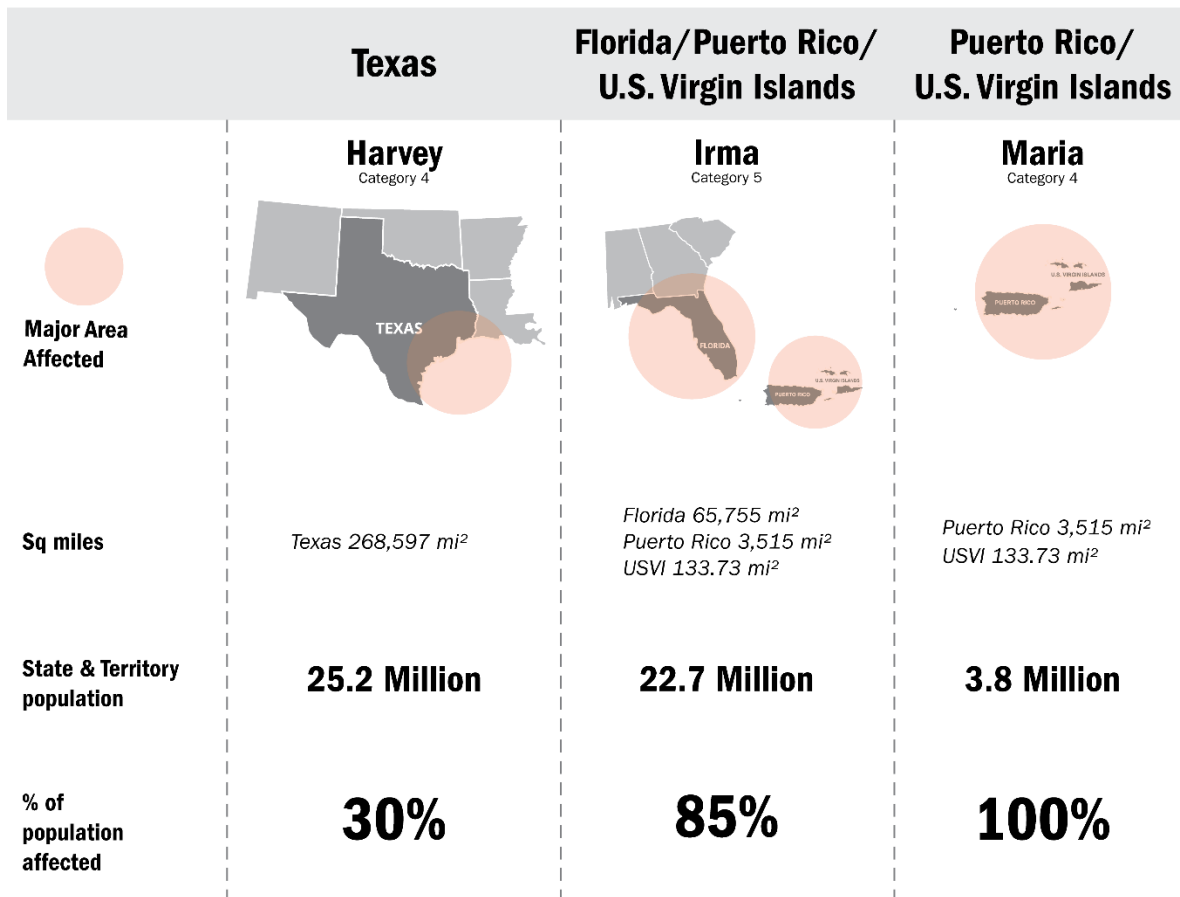 Texas
Florida/Puerto Rico/
U.S. Virgin Islands
Puerto Rico/
U.S. Virgin Islands
Harvey
Category 4
Irma
Category 5
Maria
Category 4
Major Area
Affected
TEXAS
FLORIDA
U.S. VIRGIN ISLANDS
PUERTO RICO
U.S. VIRGIN ISLANDS
PUERTO RICO
Sq miles
Texas 268,597 mi²
Florida 65,755 mi²
Puerto Rico 3,515 mi²
USVI 133.73 mi²
Puerto Rico 3,515 mi²
USVI 133.73 mi²
State & Territory
population
25.2 Million
22.7 Million
3.8 Million
% of
population
affected
30%
85%
100%